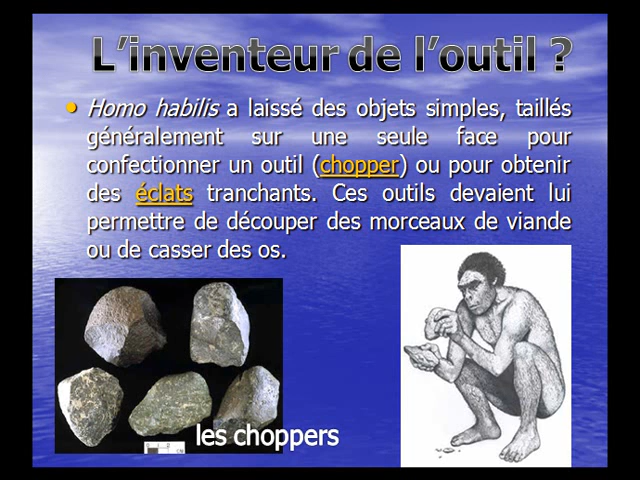 L’inventeur de l’outil ?
• Homo habilis a laissé des objets simples, taillés
généralement sur une seule face pour
confectionner un outil (chopper) ou pour obtenir
des éclats tranchants. Ces outils devaient lui
permettre de découper des morceaux de viande
ou de casser des os.
les choppers